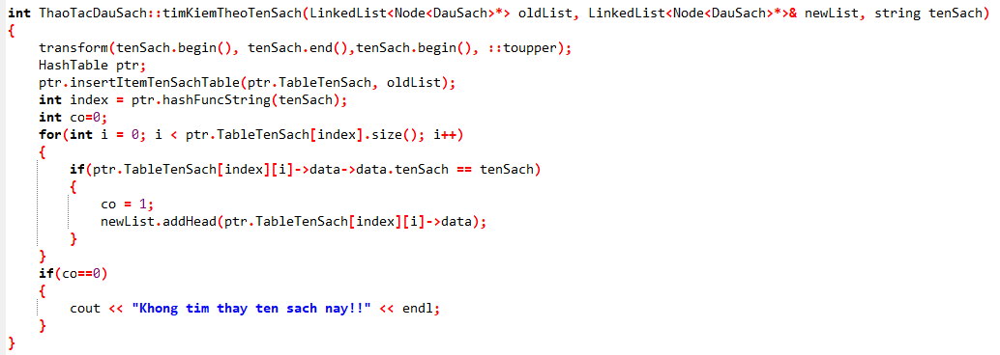 int ThaoTacDauSach::timKiemTheoTenSach(LinkedList<Node<DauSach>*> oldList, LinkedList<Node<DauSach>*>& newList, string tenSach)
{
    transform(tenSach.begin(), tenSach.end(),tenSach.begin(), ::toupper);
    HashTable ptr;
    ptr.insertItemTenSachTable(ptr.TableTenSach, oldList);
    int index = ptr.hashFuncString(tenSach);
    int co=0;
    for(int i = 0; i < ptr.TableTenSach[index].size(); i++)
    {
        if(ptr.TableTenSach[index][i]->data->data.tenSach == tenSach)
        {
            co = 1;
            newList.addHead(ptr.TableTenSach[index][i]->data);
        }
    }
    if(co==0)
    {
        cout << "Khong tim thay ten sach nay!!" << endl;
    }
}